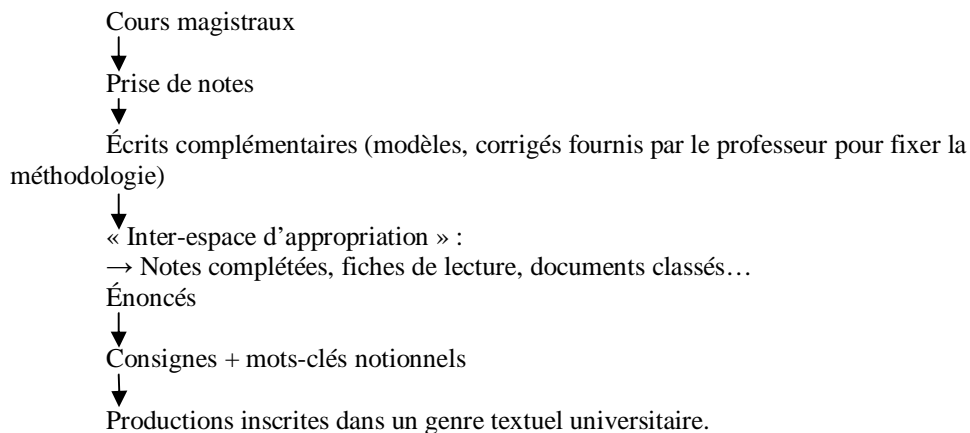 Cours magistraux
Prise de notes
Écrits complémentaires (modèles, corrigés fournis par le professeur pour fixer la
méthodologie)
« Inter-espace d’appropriation » :
→ Notes complétées, fiches de lecture, documents classés…
Énoncés
Consignes + mots-clés notionnels
Productions inscrites dans un genre textuel universitaire.